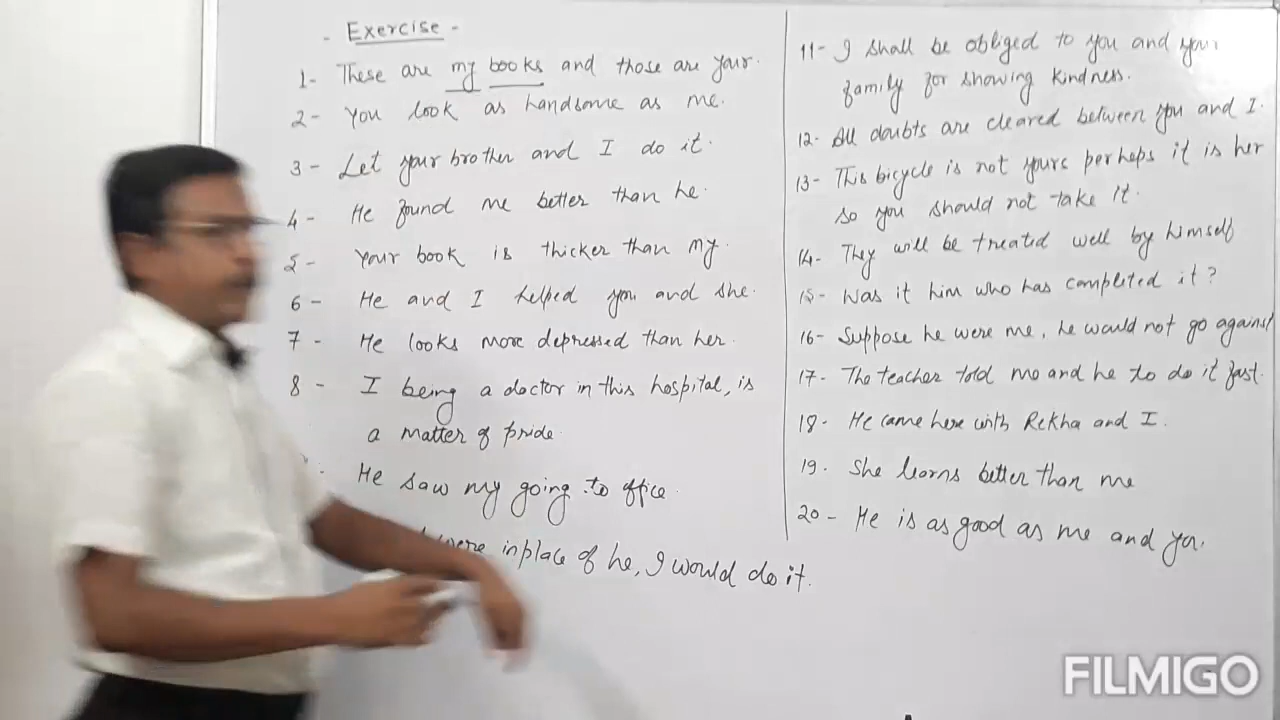 - Exercise -
1- These are my books and those are your.
2- You look as handsome as me.
3- Let your brother and I do it.
4- He found me better than he.
5- Your book is thicker than my.
6- He and I helped you and she.
7- He looks more depressed than her.
8- I being a doctor in this hospital, is
a matter of pride.
He saw my going to office.
were inplace of he, I would do it.
11- I shall be obliged to you and your
family for showing kindness.
12. All doubts are cleared between you and I.
13- This bicycle is not yours perhaps it is her
so you should not take it.
14. They will be treated well by himself
15- Was it him who has completed it?
16- Suppose he were me, he would not go against
17- The teacher told me and he to do it fast.
18- He came here with Rekha and I.
19. She learns better than me
20- He is as good as me and you.
FILMIGO